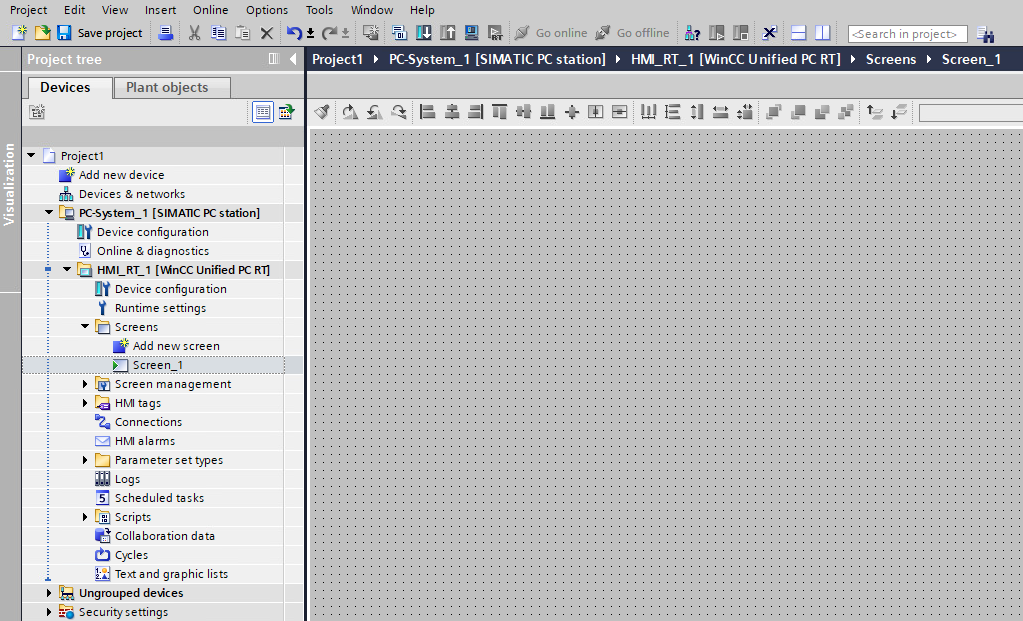 Project Edit View Insert Online Options Tools Window Help
Save project Go online Go offline <Search in project>
Project tree
Project1 PC-System_1 [SIMATIC PC station] HMI_RT_1 [WinCC Unified PC RT] Screens Screen_1
Devices Plant objects
Visualization
Project1
Add new device
Devices & networks
PC-System_1 [SIMATIC PC station]
Device configuration
Online & diagnostics
HMI_RT_1 [WinCC Unified PC RT]
Device configuration
Runtime settings
Screens
Add new screen
Screen_1
Screen management
HMI tags
Connections
HMI alarms
Parameter set types
Logs
Scheduled tasks
Scripts
Collaboration data
Cycles
Text and graphic lists
Ungrouped devices
Security settings